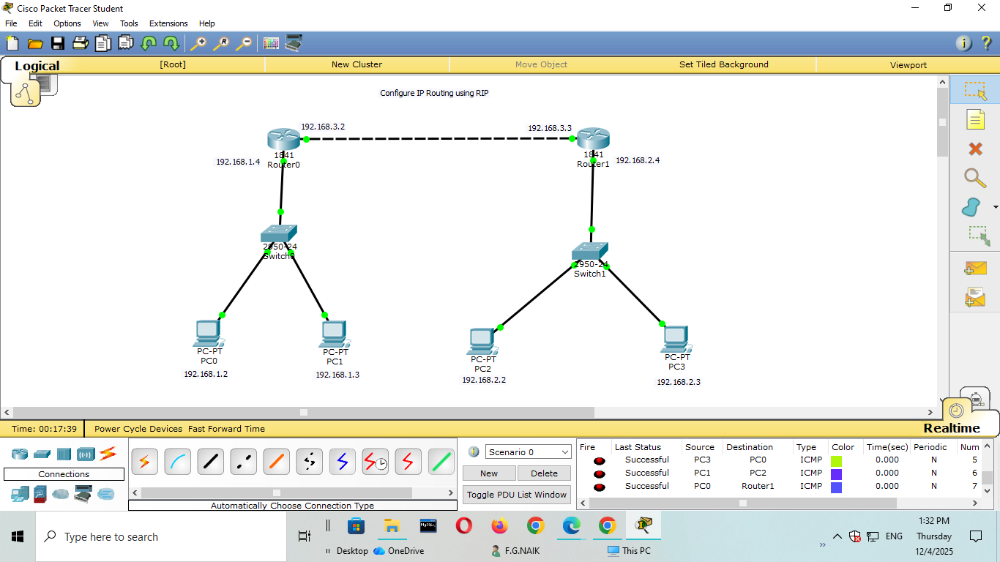 Cisco Packet Tracer Student
File Edit Options View Tools Extensions Help
Logical [Root] New Cluster Move Object Set Tiled Background Viewport
Configure IP Routing using RIP
192.168.3.2 192.168.3.3
1841 1841
192.168.1.4 Router0 Router1 192.168.2.4
2950-24
Switch0
2950-24
Switch1
PC-PT
PC0
192.168.1.2
PC-PT
PC1
192.168.1.3
PC-PT
PC2
192.168.2.2
PC-PT
PC3
192.168.2.3
Time: 00:17:39 Power Cycle Devices Fast Forward Time Realtime
Connections
Automatically Choose Connection Type
Scenario 0
New Delete
Toggle PDU List Window
Fire Last Status Source Destination Type Color Time(sec) Periodic Num
Successful PC3 PC0 ICMP 0.000 N 5
Successful PC1 PC2 ICMP 0.000 N 6
Successful PC0 Router1 ICMP 0.000 N 7
Type here to search
MySQL
Desktop OneDrive F.G.NAIK This PC
ENG
1:32 PM
Thursday
12/4/2025